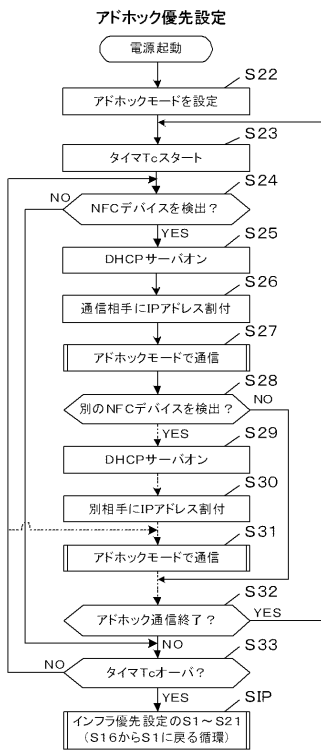 アドホック優先設定
電源起動
S22
アドホックモードを設定
S23
タイマTcスタート
S24
NO
NFCデバイスを検出？
YES
S25
DHCPサーバオン
S26
通信相手にIPアドレス割付
S27
アドホックモードで通信
S28
別のNFCデバイスを検出？
NO
YES
S29
DHCPサーバオン
S30
別相手にIPアドレス割付
S31
アドホックモードで通信
S32
アドホック通信終了？
YES
NO
S33
NO
タイマTcオーバ？
YES
SIP
インフラ優先設定のS1～S21
（S16からS1に戻る循環）